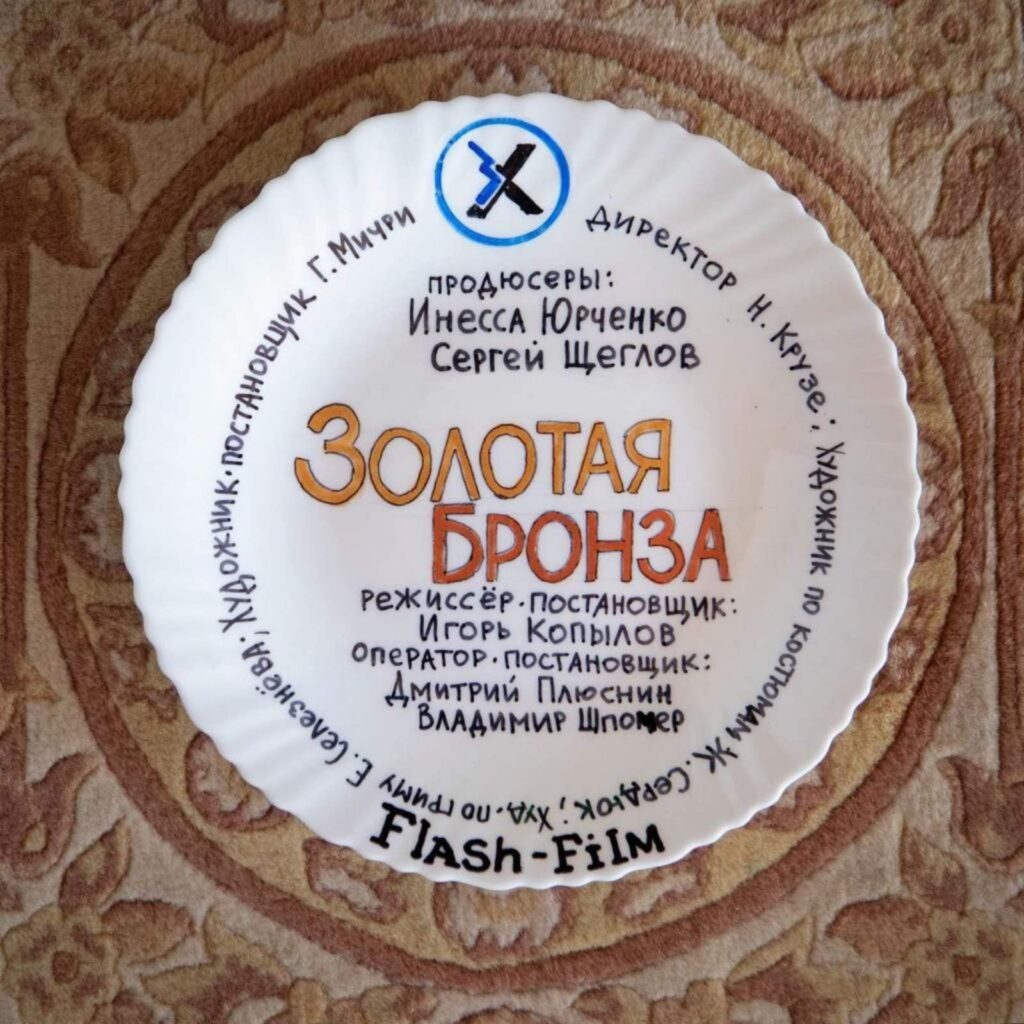 продюсеры:
Инесса Юрченко
Сергей Щеглов
Золотая
Бронза
режиссёр-постановщик:
Игорь Копылов
оператор-постановщик:
Дмитрий Плюснин
Владимир Шпомер
Директор Н. Крузе; Художник по костюмам Ж. Сердюк; Худ. по гриму Е. Селезнёва; Художник-постановщик Г. Мичри
Flash-Film